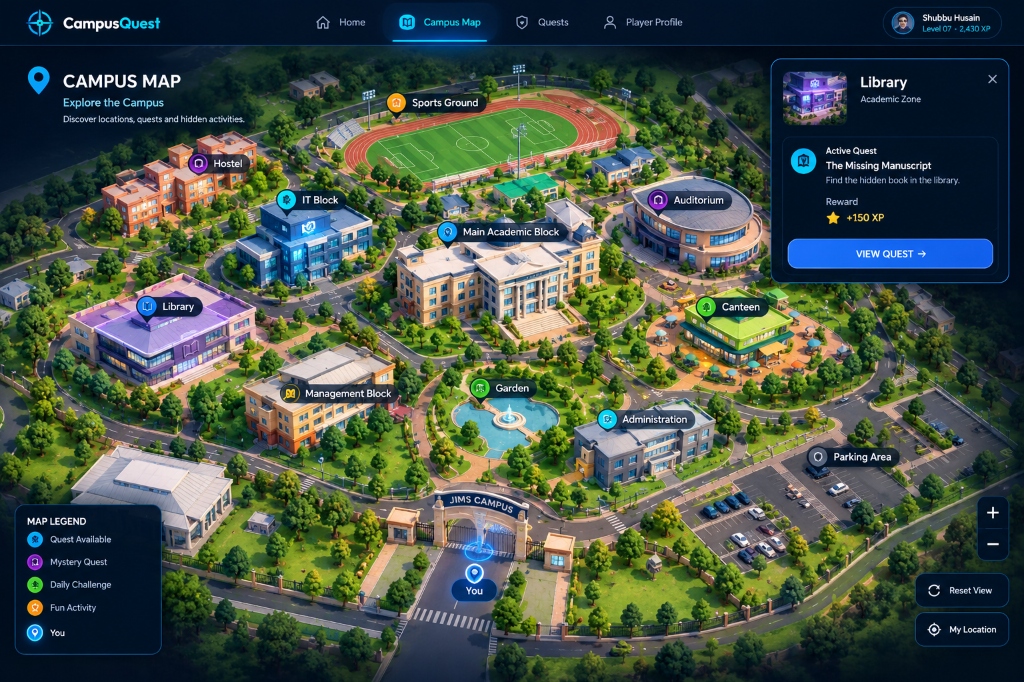 CampusQuest
Home
Campus Map
Quests
Player Profile
Shubbu Husain
Level 07 - 2,430 XP
CAMPUS MAP
Explore the Campus
Discover locations, quests and hidden activities.
Sports Ground
Hostel
IT Block
Auditorium
Main Academic Block
Library
Canteen
Management Block
Garden
Administration
Parking Area
JIMS CAMPUS
You
Library
Academic Zone
Active Quest
The Missing Manuscript
Find the hidden book in the library.
Reward
+150 XP
VIEW QUEST →
MAP LEGEND
Quest Available
Mystery Quest
Daily Challenge
Fun Activity
You
+
−
Reset View
My Location